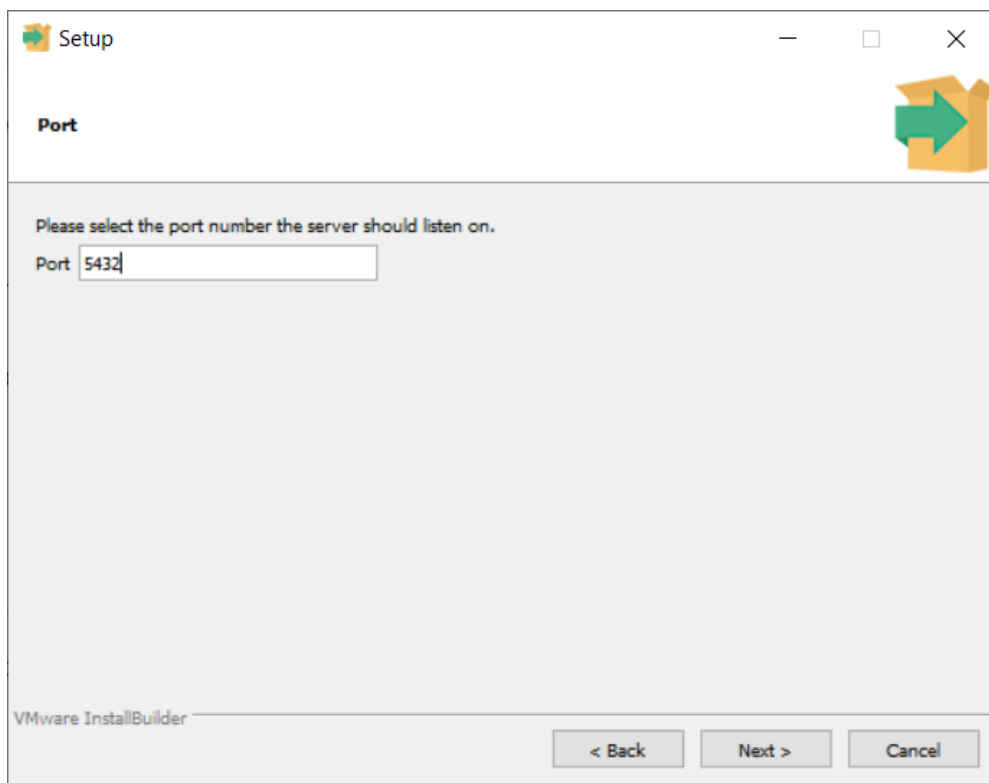 Setup
Port
Please select the port number the server should listen on.
Port 5432
VMware InstallBuilder
< Back Next > Cancel